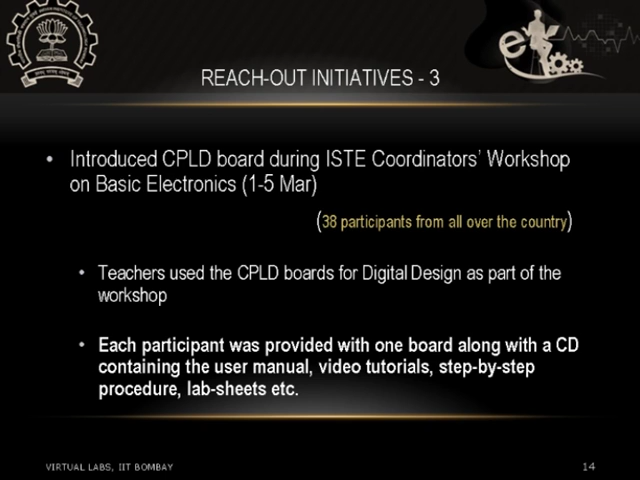 REACH-OUT INITIATIVES - 3
• Introduced CPLD board during ISTE Coordinators' Workshop
on Basic Electronics (1-5 Mar)
(38 participants from all over the country)
• Teachers used the CPLD boards for Digital Design as part of the
workshop
• Each participant was provided with one board along with a CD
containing the user manual, video tutorials, step-by-step
procedure, lab-sheets etc.
VIRTUAL LABS, IIT BOMBAY
14